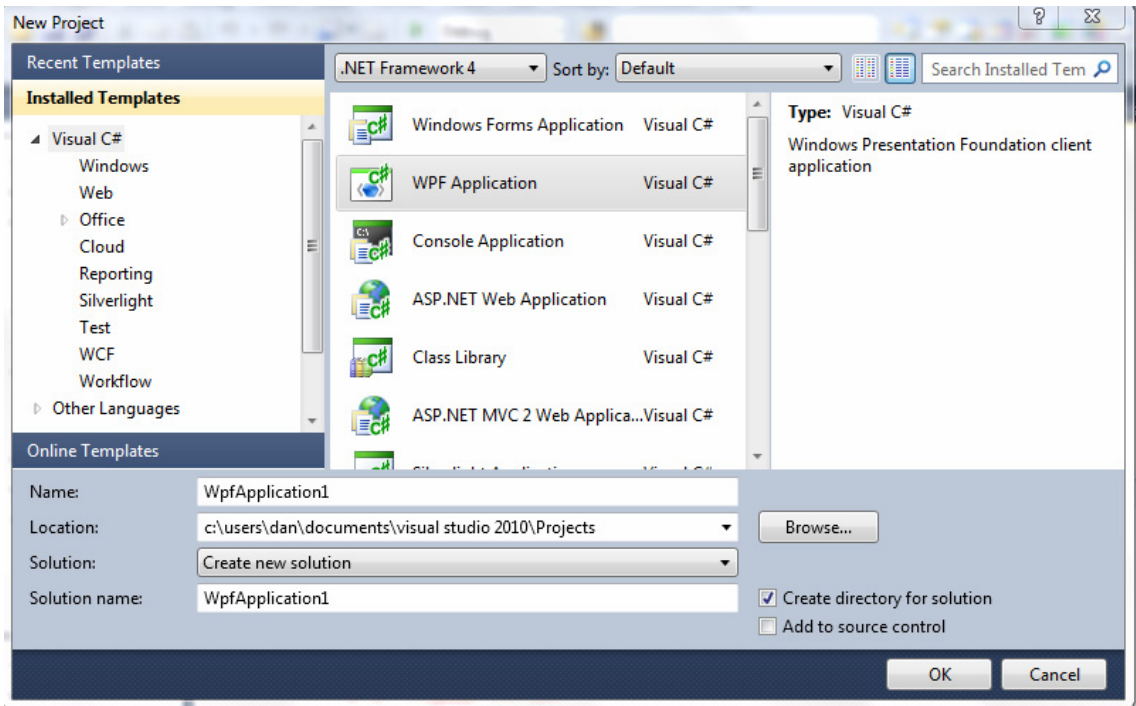 New Project
Recent Templates
Installed Templates
Visual C#
Windows
Web
Office
Cloud
Reporting
Silverlight
Test
WCF
Workflow
Other Languages
Online Templates
.NET Framework 4 Sort by: Default Search Installed Tem
Windows Forms Application Visual C#
WPF Application Visual C#
Console Application Visual C#
ASP.NET Web Application Visual C#
Class Library Visual C#
ASP.NET MVC 2 Web Applica...Visual C#
Type: Visual C#
Windows Presentation Foundation client
application
Name: WpfApplication1
Location: c:\users\dan\documents\visual studio 2010\Projects Browse...
Solution: Create new solution
Solution name: WpfApplication1 Create directory for solution
Add to source control
OK Cancel